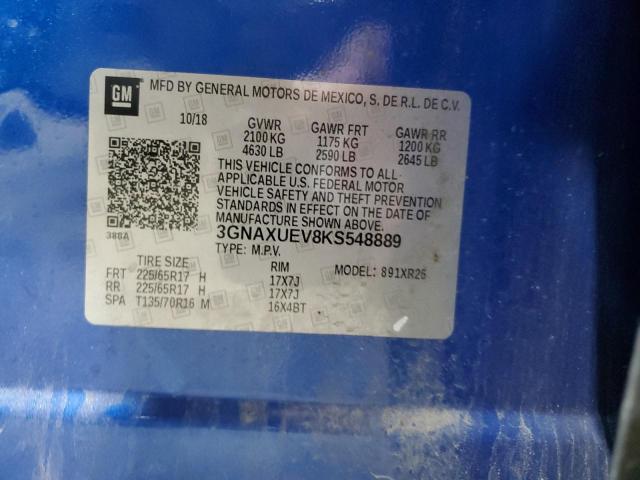 GM MFD BY GENERAL MOTORS DE MEXICO, S. DE R.L. DE C.V.
10/18 GVWR GAWR FRT GAWR RR
2100 KG 1175 KG 1200 KG
4630 LB 2590 LB 2645 LB
THIS VEHICLE CONFORMS TO ALL
APPLICABLE U.S. FEDERAL MOTOR
VEHICLE SAFETY AND THEFT PREVENTION
STANDARDS IN EFFECT ON THE DATE OF
MANUFACTURE SHOWN ABOVE.
388A 3GNAXUEV8KS548889
TYPE: M.P.V.
TIRE SIZE RIM MODEL: 891XR26
FRT 225/65R17 H 17X7J
RR 225/65R17 H 17X7J
SPA T135/70R16 M 16X4BT